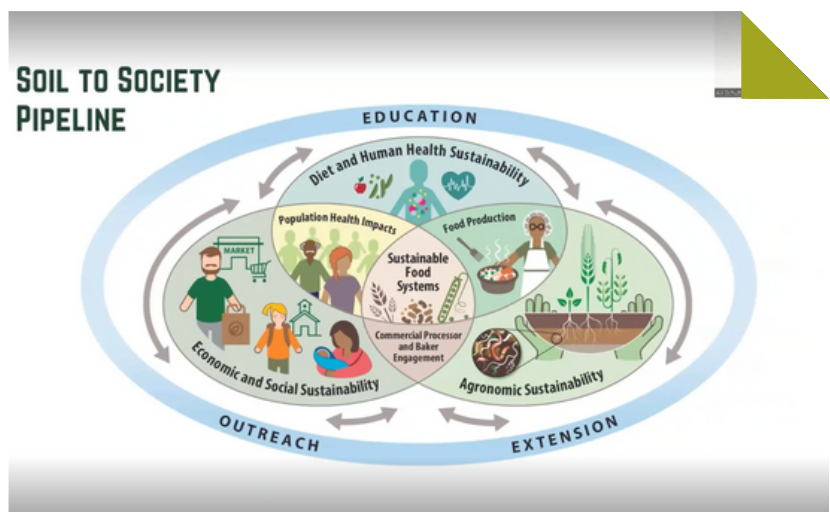 SOIL TO SOCIETY
PIPELINE
EDUCATION
Diet and Human Health Sustainability
Population Health Impacts
Food Production
MARKET
Sustainable
Food
Systems
Commercial Processor
and Baker
Engagement
Economic and Social Sustainability
Agronomic Sustainability
OUTREACH
EXTENSION